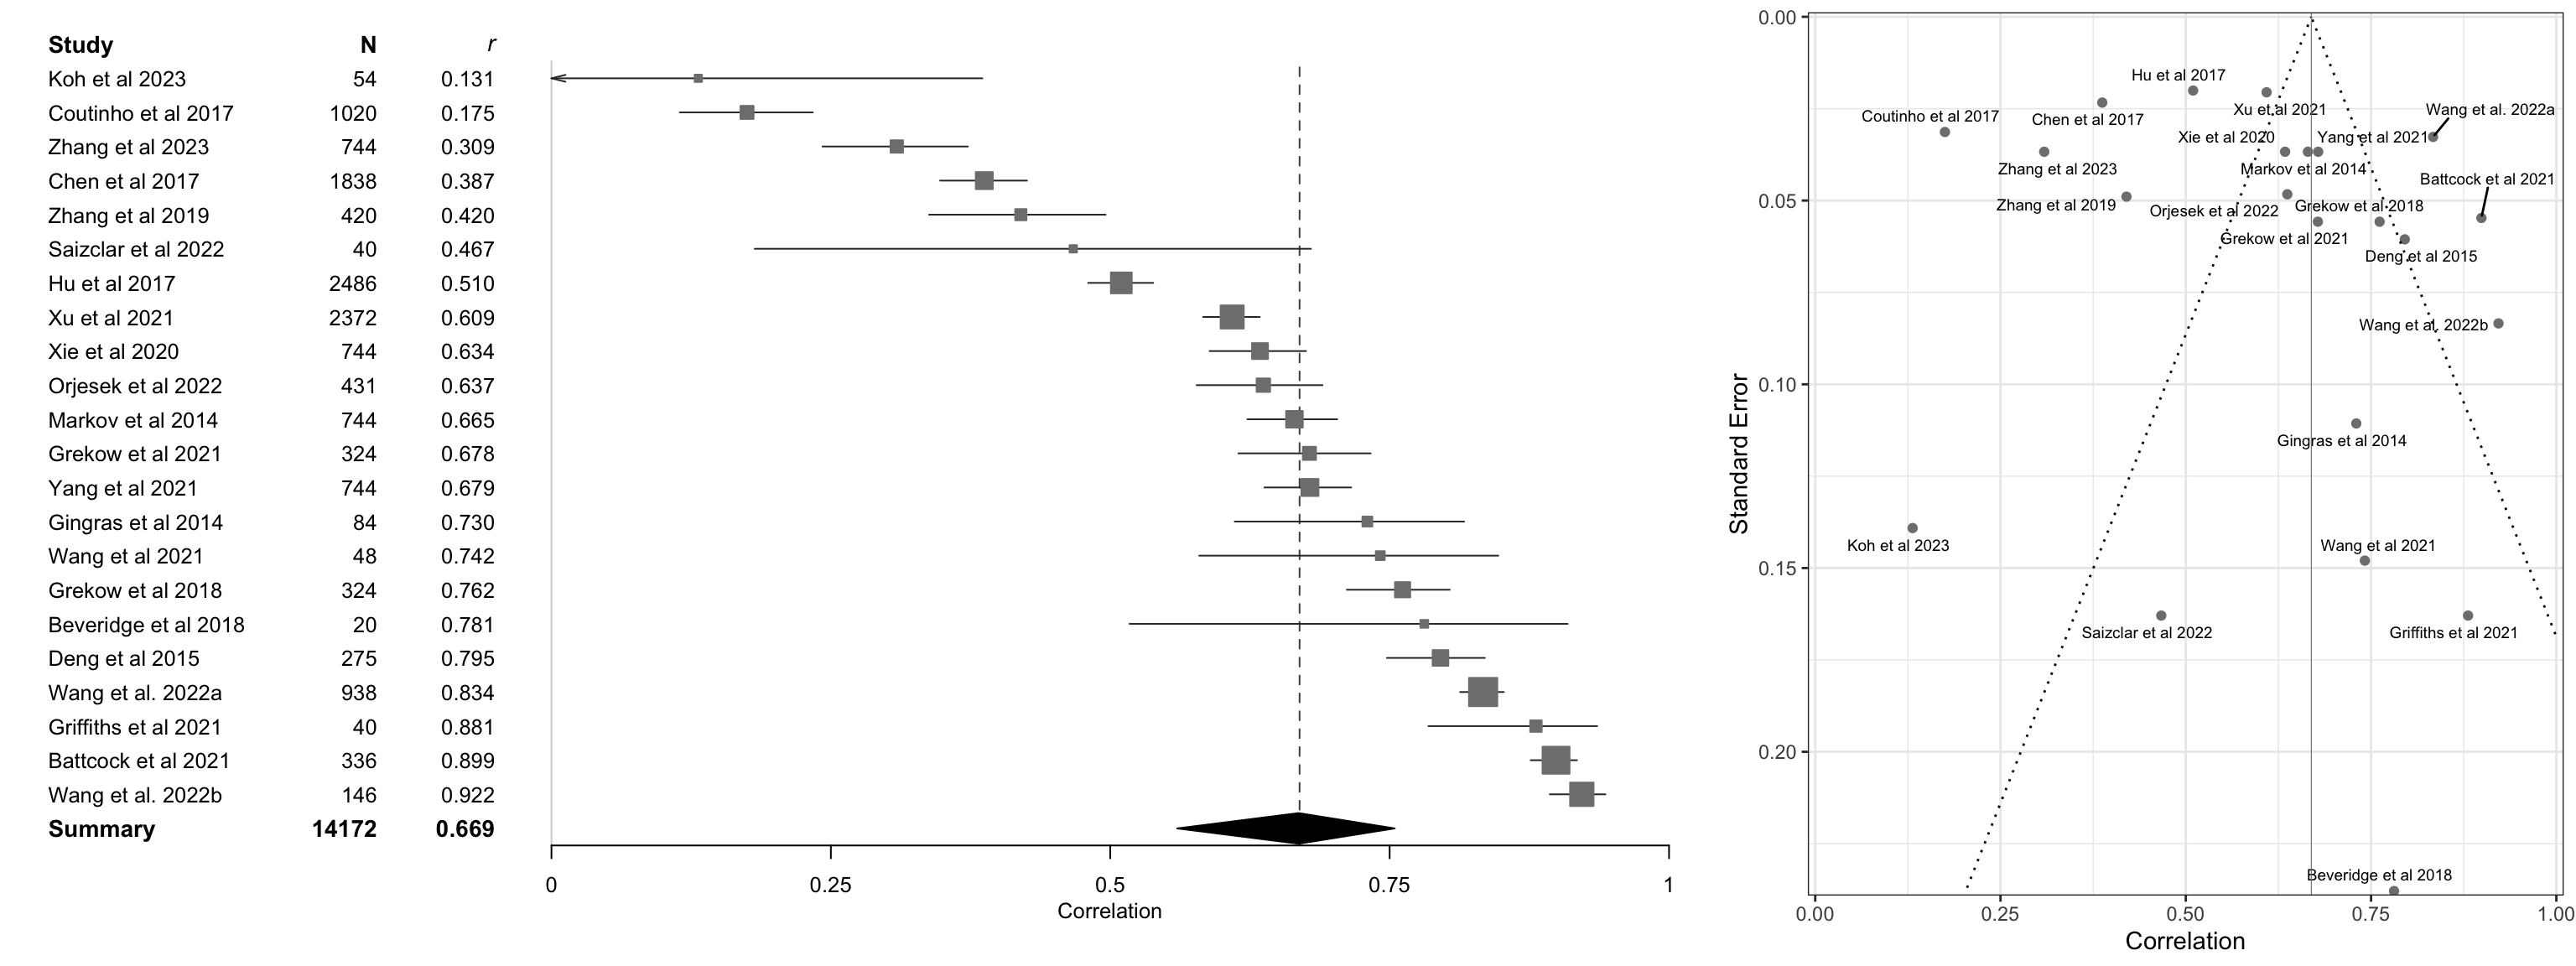 Study N r
Koh et al 2023 54 0.131
Coutinho et al 2017 1020 0.175
Zhang et al 2023 744 0.309
Chen et al 2017 1838 0.387
Zhang et al 2019 420 0.420
Saizclar et al 2022 40 0.467
Hu et al 2017 2486 0.510
Xu et al 2021 2372 0.609
Xie et al 2020 744 0.634
Orjesek et al 2022 431 0.637
Markov et al 2014 744 0.665
Grekow et al 2021 324 0.678
Yang et al 2021 744 0.679
Gingras et al 2014 84 0.730
Wang et al 2021 48 0.742
Grekow et al 2018 324 0.762
Beveridge et al 2018 20 0.781
Deng et al 2015 275 0.795
Wang et al. 2022a 938 0.834
Griffiths et al 2021 40 0.881
Battcock et al 2021 336 0.899
Wang et al. 2022b 146 0.922
Summary 14172 0.669
0 0.25 0.5 0.75 1
Correlation
Standard Error
0.00
0.05
0.10
0.15
0.20
Hu et al 2017
Coutinho et al 2017
Chen et al 2017
Xu et al 2021
Wang et al. 2022a
Xie et al 2020
Yang et al 2021
Zhang et al 2023
Markov et al 2014
Battcock et al 2021
Zhang et al 2019
Orjesek et al 2022
Grekow et al 2018
Grekow et al 2021
Deng et al 2015
Wang et al. 2022b
Gingras et al 2014
Koh et al 2023
Wang et al 2021
Saizclar et al 2022
Griffiths et al 2021
Beveridge et al 2018
0.00 0.25 0.50 0.75 1.00
Correlation